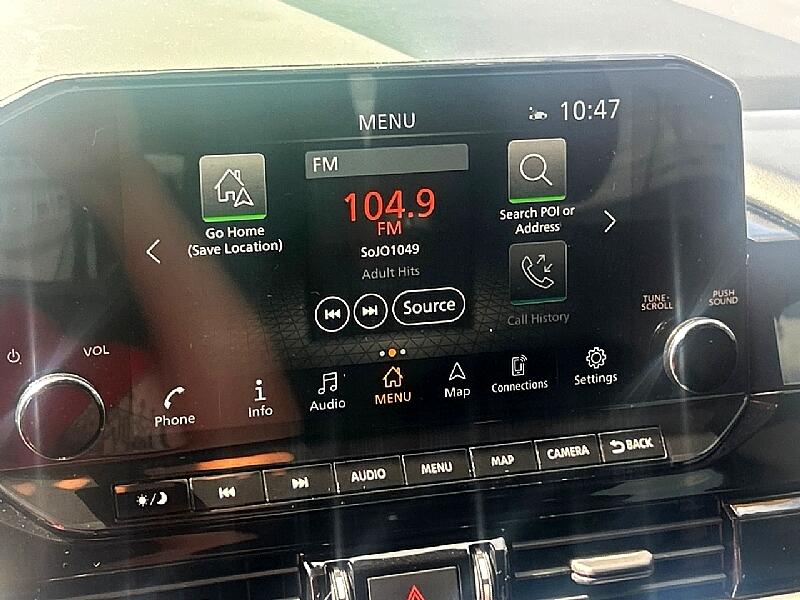 MENU
10:47
FM
104.9
FM
SoJO1049
Adult Hits
Source
Go Home
(Save Location)
Search POI or
Address
Call History
TUNE·
SCROLL
PUSH
SOUND
VOL
Phone
Info
Audio
MENU
Map
Connections
Settings
AUDIO
MENU
MAP
CAMERA
BACK